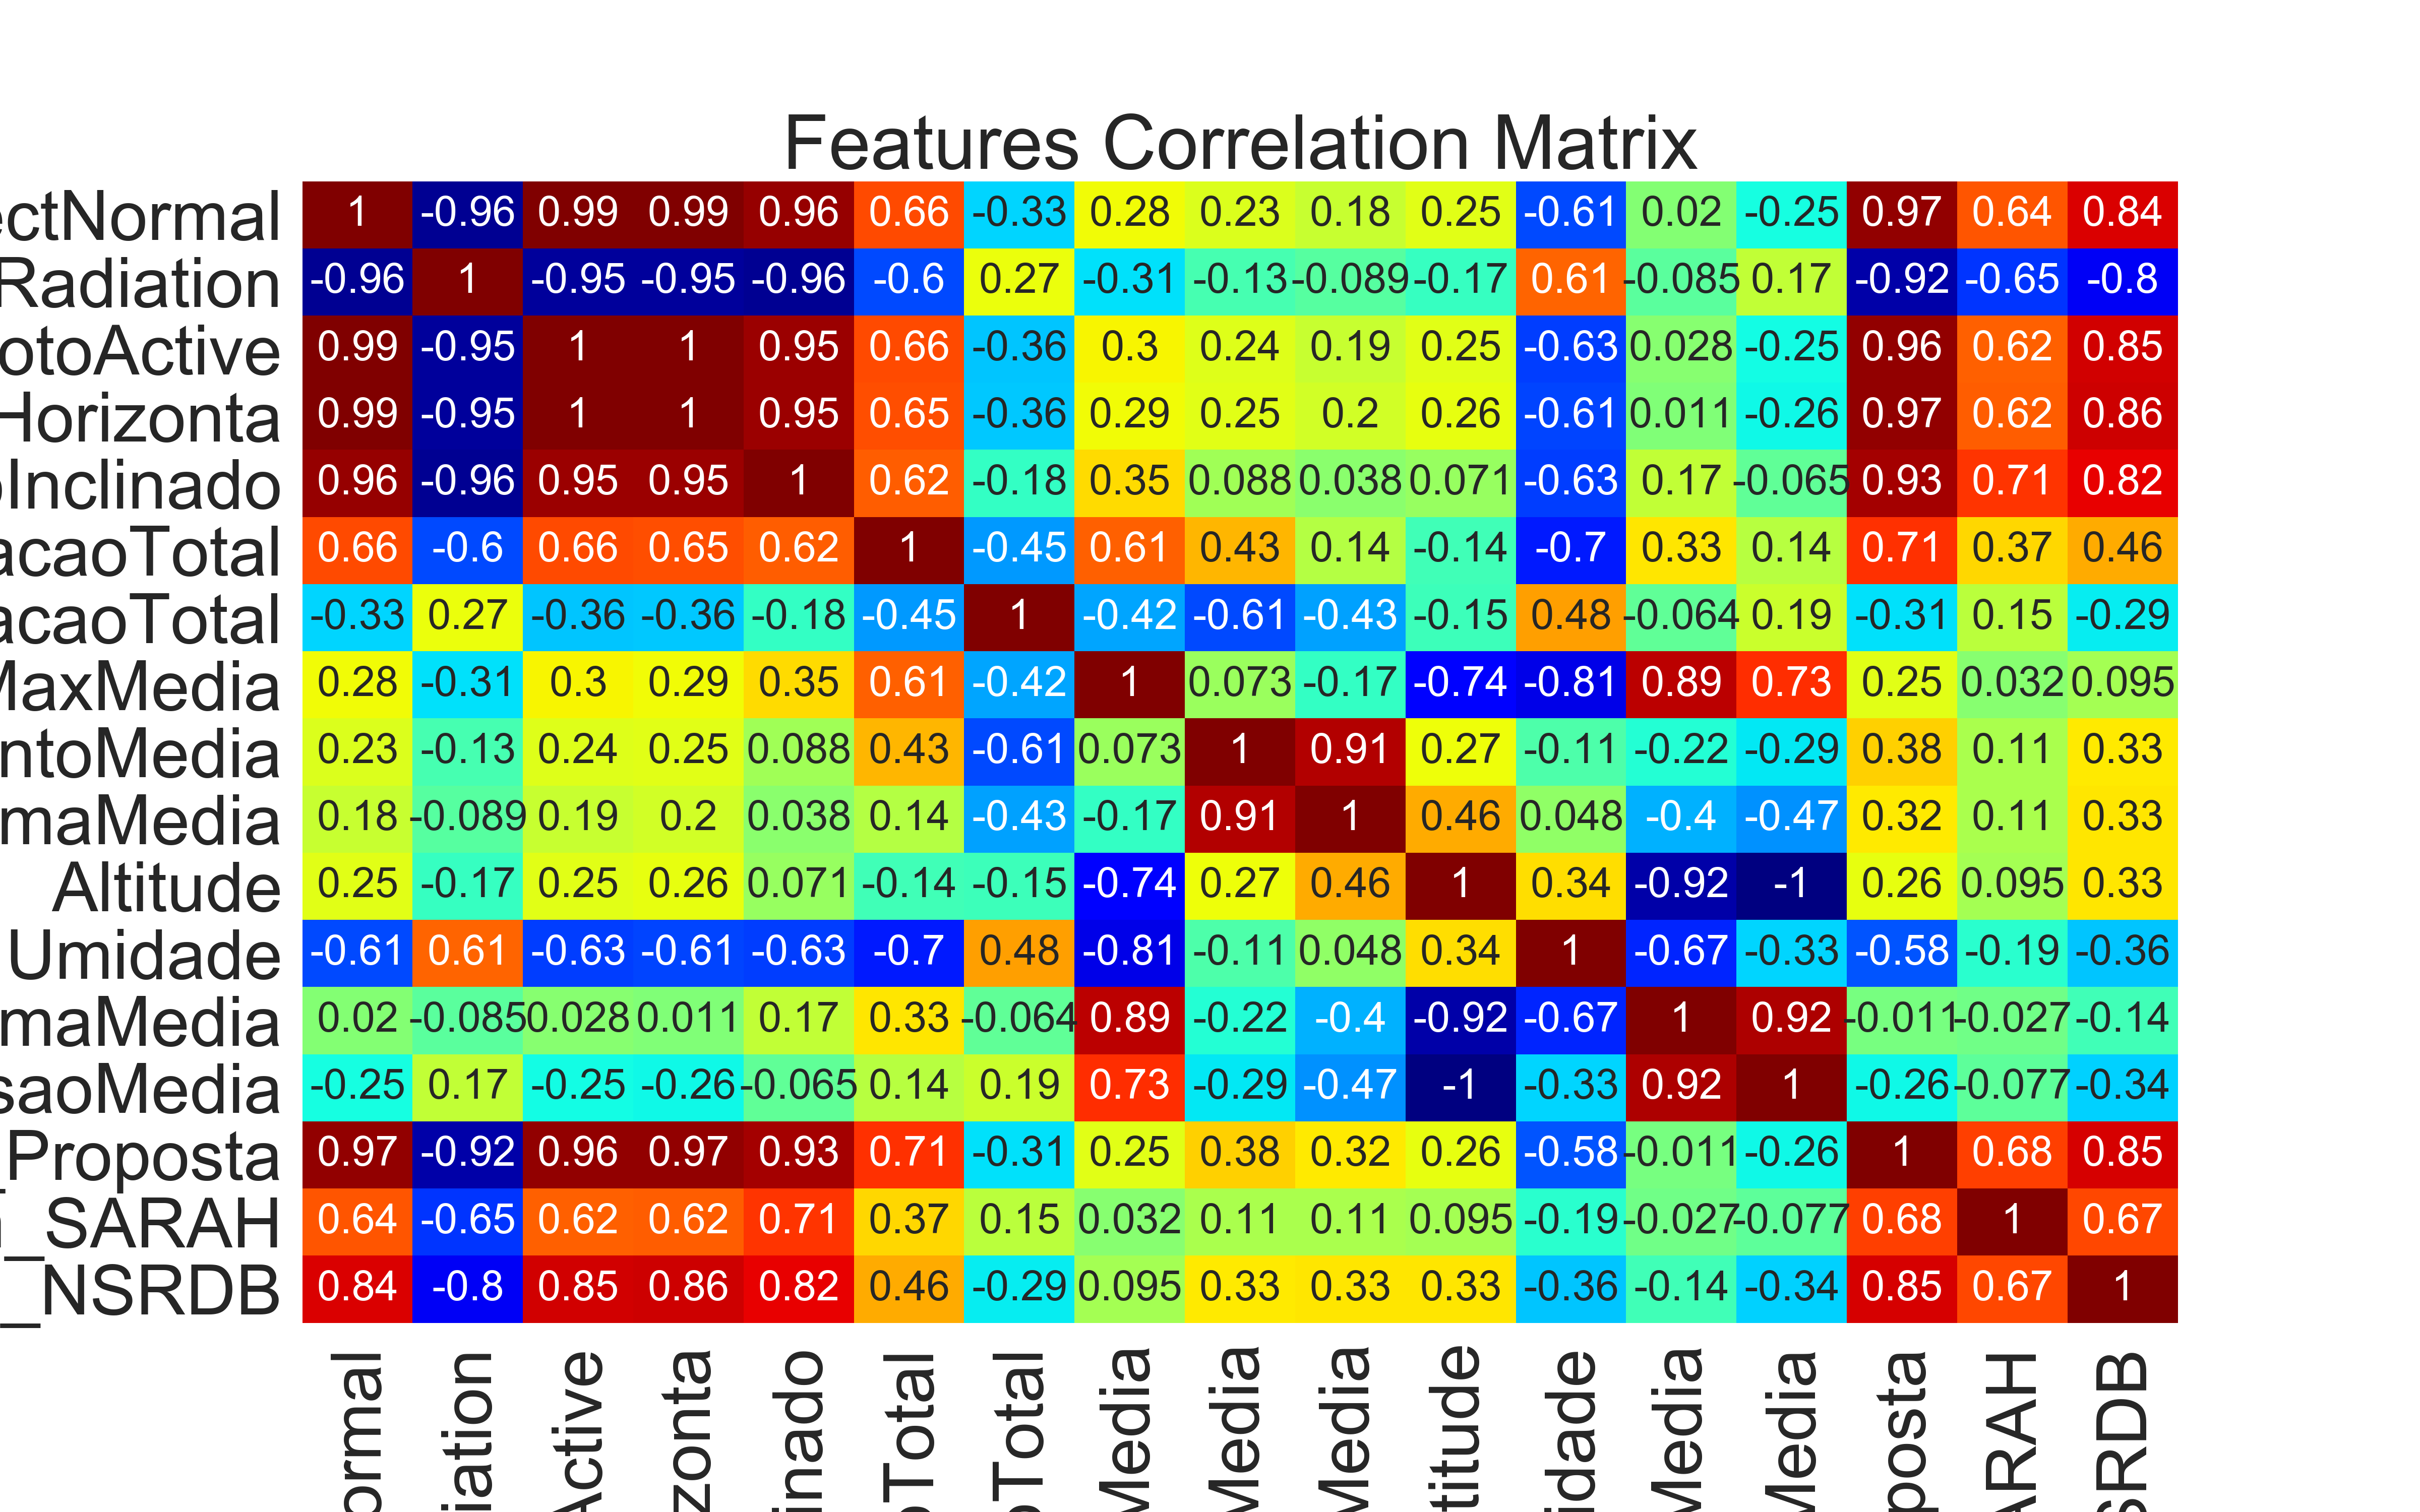 Features Correlation Matrix
ectNormal 1 -0.96 0.99 0.99 0.96 0.66 -0.33 0.28 0.23 0.18 0.25 -0.61 0.02 -0.25 0.97 0.64 0.84
Radiation -0.96 1 -0.95 -0.95 -0.96 -0.6 0.27 -0.31 -0.13 -0.089 -0.17 0.61 -0.085 0.17 -0.92 -0.65 -0.8
otoActive 0.99 -0.95 1 1 0.95 0.66 -0.36 0.3 0.24 0.19 0.25 -0.63 0.028 -0.25 0.96 0.62 0.85
Horizonta 0.99 -0.95 1 1 0.95 0.65 -0.36 0.29 0.25 0.2 0.26 -0.61 0.011 -0.26 0.97 0.62 0.86
oInclinado 0.96 -0.96 0.95 0.95 1 0.62 -0.18 0.35 0.088 0.038 0.071 -0.63 0.17 -0.065 0.93 0.71 0.82
acaoTotal 0.66 -0.6 0.66 0.65 0.62 1 -0.45 0.61 0.43 0.14 -0.14 -0.7 0.33 0.14 0.71 0.37 0.46
acaoTotal -0.33 0.27 -0.36 -0.36 -0.18 -0.45 1 -0.42 -0.61 -0.43 -0.15 0.48 -0.064 0.19 -0.31 0.15 -0.29
MaxMedia 0.28 -0.31 0.3 0.29 0.35 0.61 -0.42 1 0.073 -0.17 -0.74 -0.81 0.89 0.73 0.25 0.032 0.095
ntoMedia 0.23 -0.13 0.24 0.25 0.088 0.43 -0.61 0.073 1 0.91 0.27 -0.11 -0.22 -0.29 0.38 0.11 0.33
maMedia 0.18 -0.089 0.19 0.2 0.038 0.14 -0.43 -0.17 0.91 1 0.46 0.048 -0.4 -0.47 0.32 0.11 0.33
Altitude 0.25 -0.17 0.25 0.26 0.071 -0.14 -0.15 -0.74 0.27 0.46 1 0.34 -0.92 -1 0.26 0.095 0.33
Umidade -0.61 0.61 -0.63 -0.61 -0.63 -0.7 0.48 -0.81 -0.11 0.048 0.34 1 -0.67 -0.33 -0.58 -0.19 -0.36
maMedia 0.02 -0.085 0.028 0.011 0.17 0.33 -0.064 0.89 -0.22 -0.4 -0.92 -0.67 1 0.92 -0.011 -0.027 -0.14
saoMedia -0.25 0.17 -0.25 -0.26 -0.065 0.14 0.19 0.73 -0.29 -0.47 -1 -0.33 0.92 1 -0.26 -0.077 -0.34
_Proposta 0.97 -0.92 0.96 0.97 0.93 0.71 -0.31 0.25 0.38 0.32 0.26 -0.58 -0.011 -0.26 1 0.68 0.85
_SARAH 0.64 -0.65 0.62 0.62 0.71 0.37 0.15 0.032 0.11 0.11 0.095 -0.19 -0.027 -0.077 0.68 1 0.67
_NSRDB 0.84 -0.8 0.85 0.86 0.82 0.46 -0.29 0.095 0.33 0.33 0.33 -0.36 -0.14 -0.34 0.85 0.67 1
ormal
iation
Active
zonta
inado
oTotal
oTotal
Media
Media
Media
titude
idade
Media
Media
posta
ARAH
SRDB